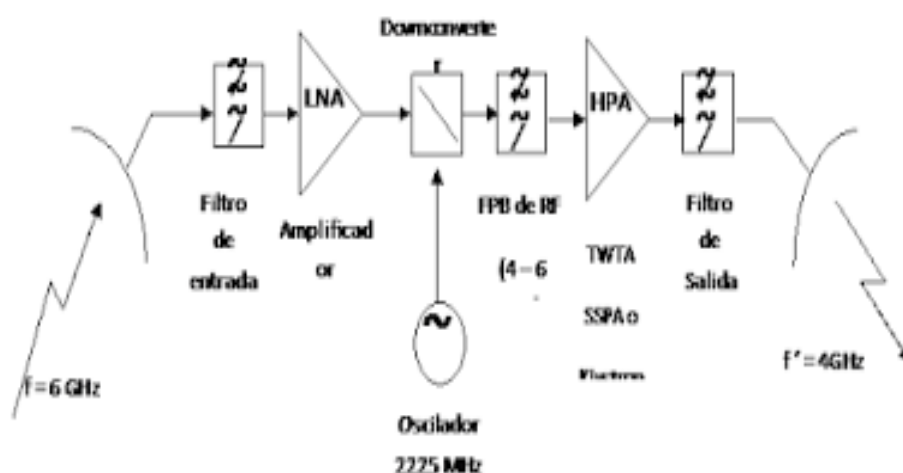 Downconverte
r
LNA
HPA
Filtro
de
entrada
Amplificad
or
FPB de RF
(4 – 6
TWTA
SSPA o
Filtro
de
Salida
f = 6 GHz
f ' = 4GHz
Oscilador
2225 MHz